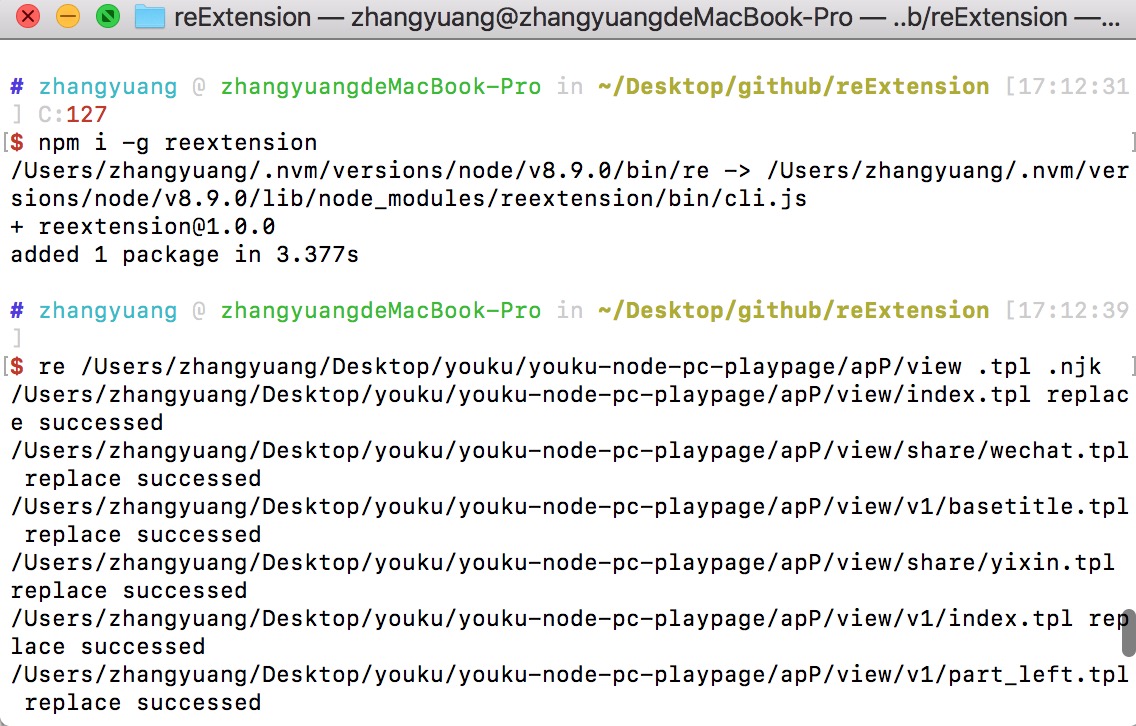 reExtension — zhangyuang@zhangyuangdeMacBook-Pro — ..b/reExtension —...
# zhangyuang @ zhangyuangdeMacBook-Pro in ~/Desktop/github/reExtension [17:12:31
] C:127
[$ npm i -g reextension ]
/Users/zhangyuang/.nvm/versions/node/v8.9.0/bin/re -> /Users/zhangyuang/.nvm/ver
sions/node/v8.9.0/lib/node_modules/reextension/bin/cli.js
+ reextension@1.0.0
added 1 package in 3.377s
# zhangyuang @ zhangyuangdeMacBook-Pro in ~/Desktop/github/reExtension [17:12:39
]
[$ re /Users/zhangyuang/Desktop/youku/youku-node-pc-playpage/apP/view .tpl .njk ]
/Users/zhangyuang/Desktop/youku/youku-node-pc-playpage/apP/view/index.tpl replac
e successed
/Users/zhangyuang/Desktop/youku/youku-node-pc-playpage/apP/view/share/wechat.tpl
 replace successed
/Users/zhangyuang/Desktop/youku/youku-node-pc-playpage/apP/view/v1/basetitle.tpl
 replace successed
/Users/zhangyuang/Desktop/youku/youku-node-pc-playpage/apP/view/share/yixin.tpl
replace successed
/Users/zhangyuang/Desktop/youku/youku-node-pc-playpage/apP/view/v1/index.tpl rep
lace successed
/Users/zhangyuang/Desktop/youku/youku-node-pc-playpage/apP/view/v1/part_left.tpl
 replace successed